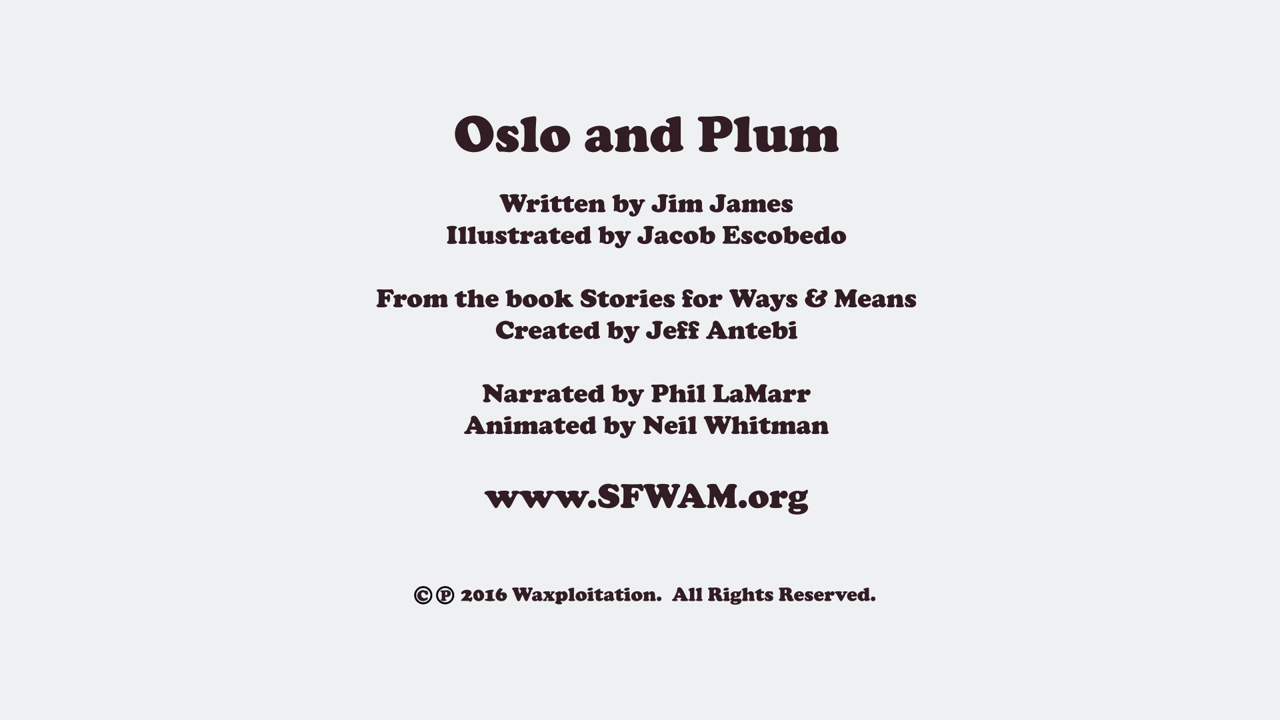 Oslo and Plum
Written by Jim James
Illustrated by Jacob Escobedo
From the book Stories for Ways & Means
Created by Jeff Antebi
Narrated by Phil LaMarr
Animated by Neil Whitman
www.SFWAM.org
©℗ 2016 Waxploitation. All Rights Reserved.